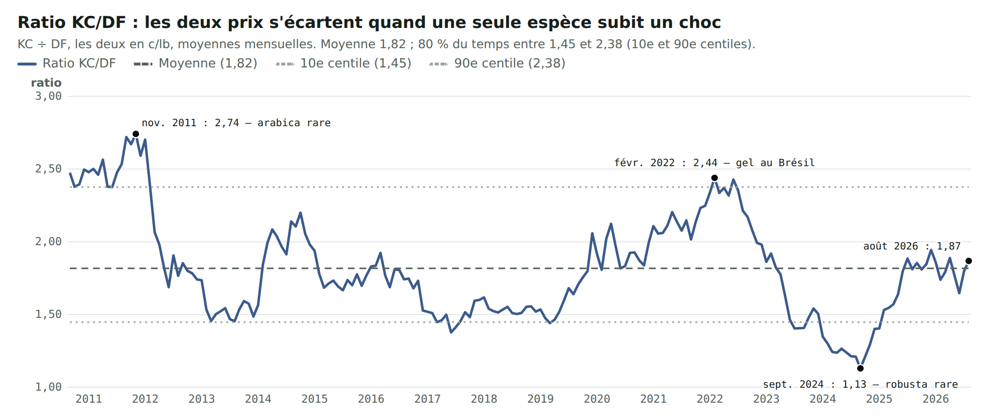 Ratio KC/DF : les deux prix s'écartent quand une seule espèce subit un choc
KC ÷ DF, les deux en c/lb, moyennes mensuelles. Moyenne 1,82 ; 80 % du temps entre 1,45 et 2,38 (10e et 90e centiles).
Ratio KC/DF Moyenne (1,82) 10e centile (1,45) 90e centile (2,38)
ratio
3,00
nov. 2011 : 2,74 — arabica rare
févr. 2022 : 2,44 — gel au Brésil
2,50
2,00
août 2026 : 1,87
1,50
sept. 2024 : 1,13 — robusta rare
1,00
2011 2012 2013 2014 2015 2016 2017 2018 2019 2020 2021 2022 2023 2024 2025 2026